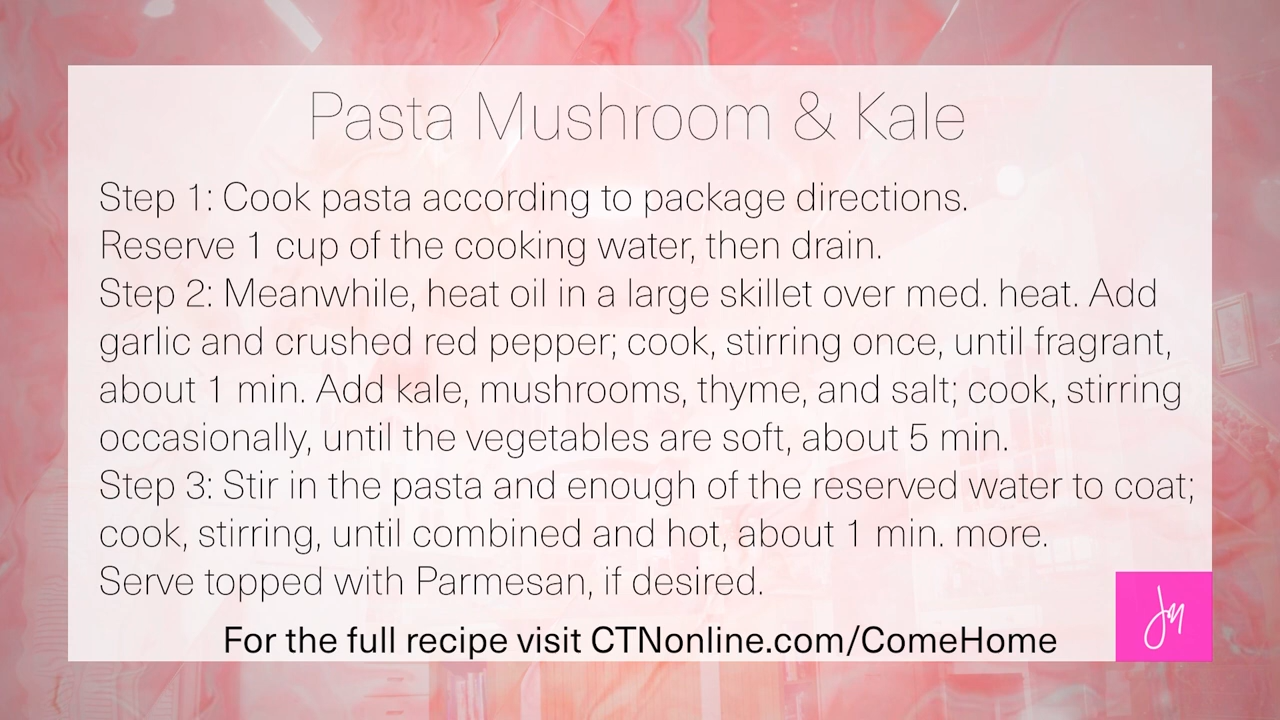 Pasta Mushroom & Kale
Step 1: Cook pasta according to package directions.
Reserve 1 cup of the cooking water, then drain.
Step 2: Meanwhile, heat oil in a large skillet over med. heat. Add
garlic and crushed red pepper; cook, stirring once, until fragrant,
about 1 min. Add kale, mushrooms, thyme, and salt; cook, stirring
occasionally, until the vegetables are soft, about 5 min.
Step 3: Stir in the pasta and enough of the reserved water to coat;
cook, stirring, until combined and hot, about 1 min. more.
Serve topped with Parmesan, if desired.
For the full recipe visit CTNonline.com/ComeHome